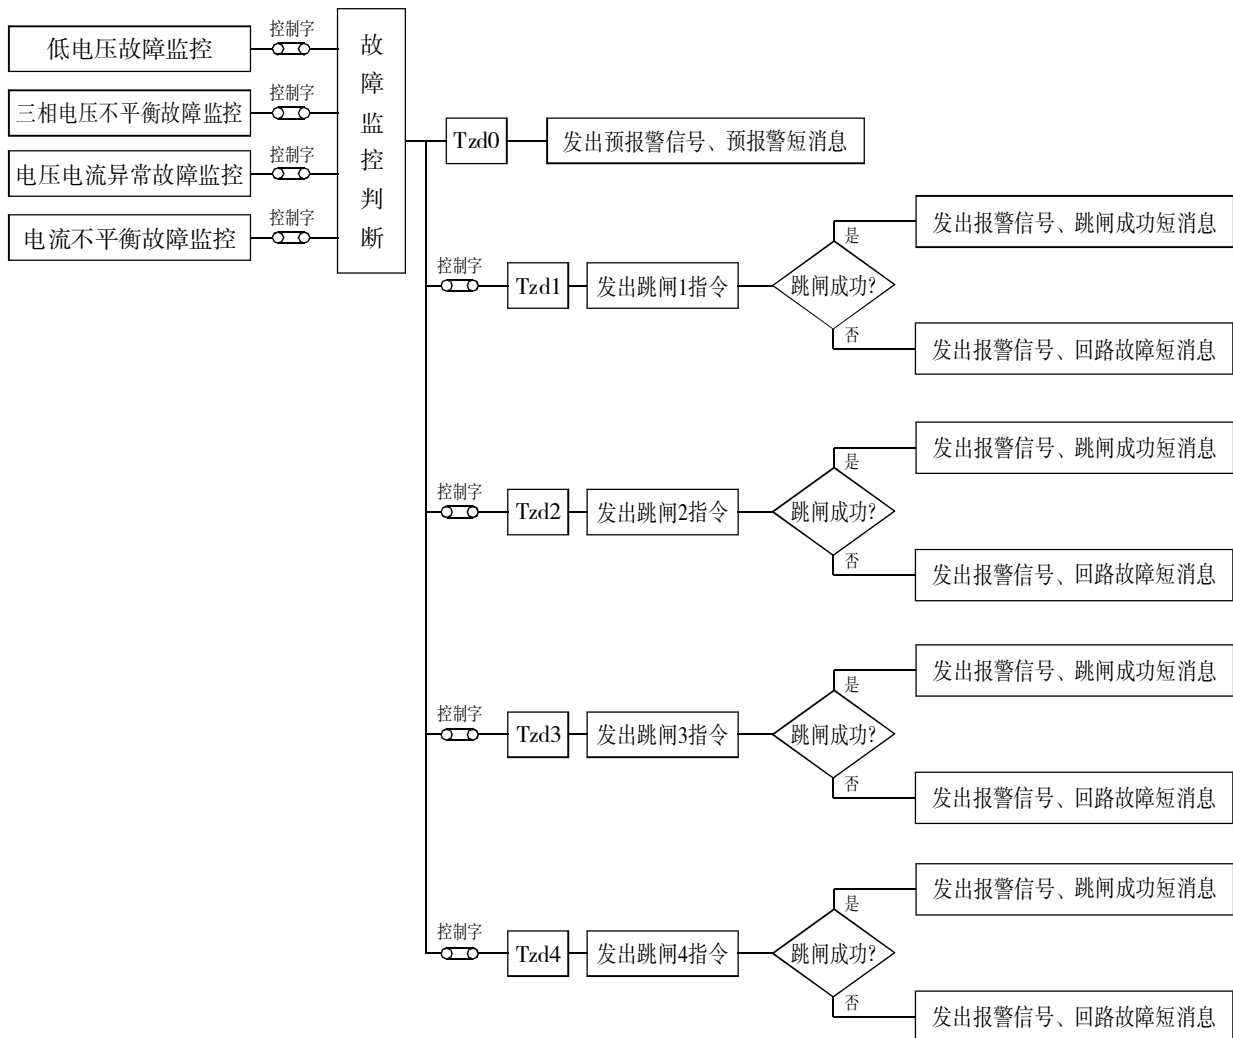 控制字
低电压故障监控
控制字
三相电压不平衡故障监控
控制字
电压电流异常故障监控
控制字
电流不平衡故障监控
故障监控判断
Tzd0
发出预报警信号、预报警短消息
控制字
Tzd1
发出跳闸1指令
跳闸成功?
是
发出报警信号、跳闸成功短消息
否
发出报警信号、回路故障短消息
控制字
Tzd2
发出跳闸2指令
跳闸成功?
是
发出报警信号、跳闸成功短消息
否
发出报警信号、回路故障短消息
控制字
Tzd3
发出跳闸3指令
跳闸成功?
是
发出报警信号、跳闸成功短消息
否
发出报警信号、回路故障短消息
控制字
Tzd4
发出跳闸4指令
跳闸成功?
是
发出报警信号、跳闸成功短消息
否
发出报警信号、回路故障短消息